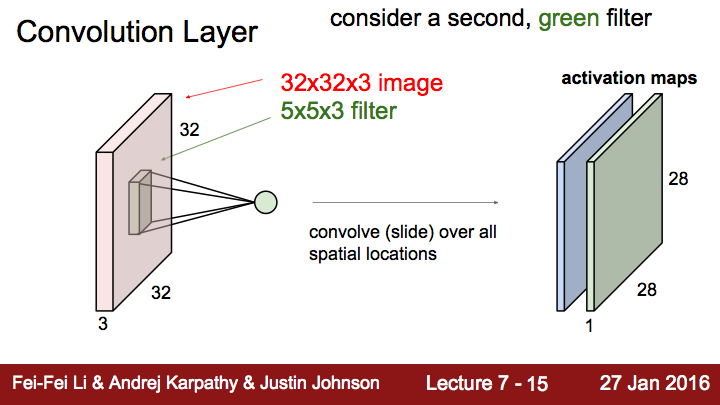 consider a second, green filter
Convolution Layer
32x32x3 image
5x5x3 filter
activation maps
32
32
3
convolve (slide) over all
spatial locations
28
28
1
Fei-Fei Li & Andrej Karpathy & Justin Johnson
Lecture 7 - 15
27 Jan 2016